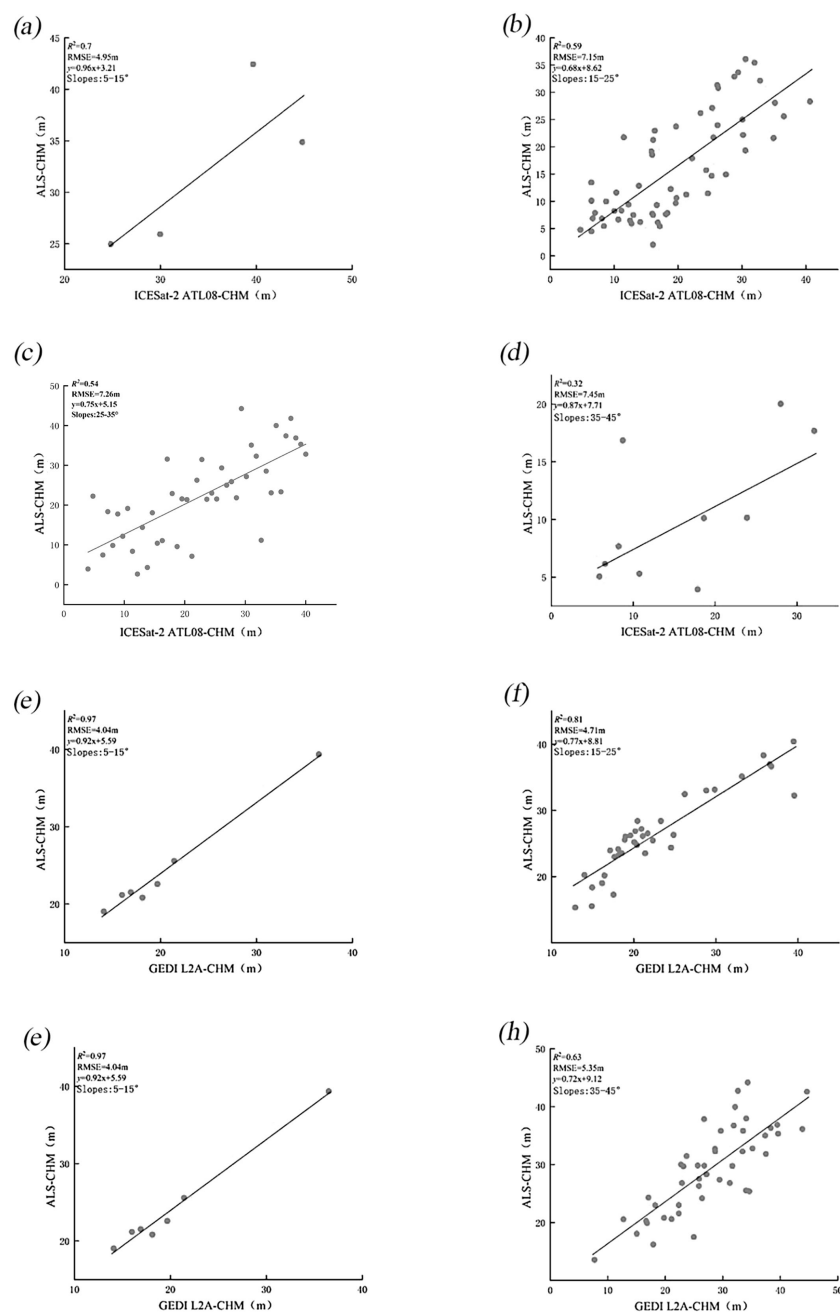 (a)
R²=0.7
RMSE=4.95m
y=0.96x+3.21
Slopes:5-15°
45
40
35
30
25
20
30
40
50
ALS-CHM (m)
ICESat-2 ATL08-CHM (m)
(b)
R²=0.59
RMSE=7.15m
y=0.68x+8.62
Slopes:15-25°
40
35
30
25
20
15
10
5
0
0
10
20
30
40
ALS-CHM (m)
ICESat-2 ATL08-CHM (m)
(c)
R²=0.54
RMSE=7.26m
y=0.75x+5.15
Slopes:25-35°
50
40
30
20
10
0
0
10
20
30
40
ALS-CHM (m)
ICESat-2 ATL08-CHM (m)
(d)
R²=0.32
RMSE=7.45m
y=0.87x+7.71
Slopes:35-45°
20
15
10
5
0
10
20
30
ALS-CHM (m)
ICESat-2 ATL08-CHM (m)
(e)
R²=0.97
RMSE=4.04m
y=0.92x+5.59
Slopes:5-15°
40
30
20
10
20
30
40
ALS-CHM (m)
GEDI L2A-CHM (m)
(f)
R²=0.81
RMSE=4.71m
y=0.77x+8.81
Slopes:15-25°
40
30
20
10
10
20
30
40
ALS-CHM (m)
GEDI L2A-CHM (m)
(e)
R²=0.97
RMSE=4.04m
y=0.92x+5.59
Slopes:5-15°
40
30
20
10
20
30
40
ALS-CHM (m)
GEDI L2A-CHM (m)
(h)
R²=0.63
RMSE=5.35m
y=0.72x+9.12
Slopes:35-45°
50
40
30
20
10
0
10
20
30
40
50
ALS-CHM (m)
GEDI L2A-CHM (m)